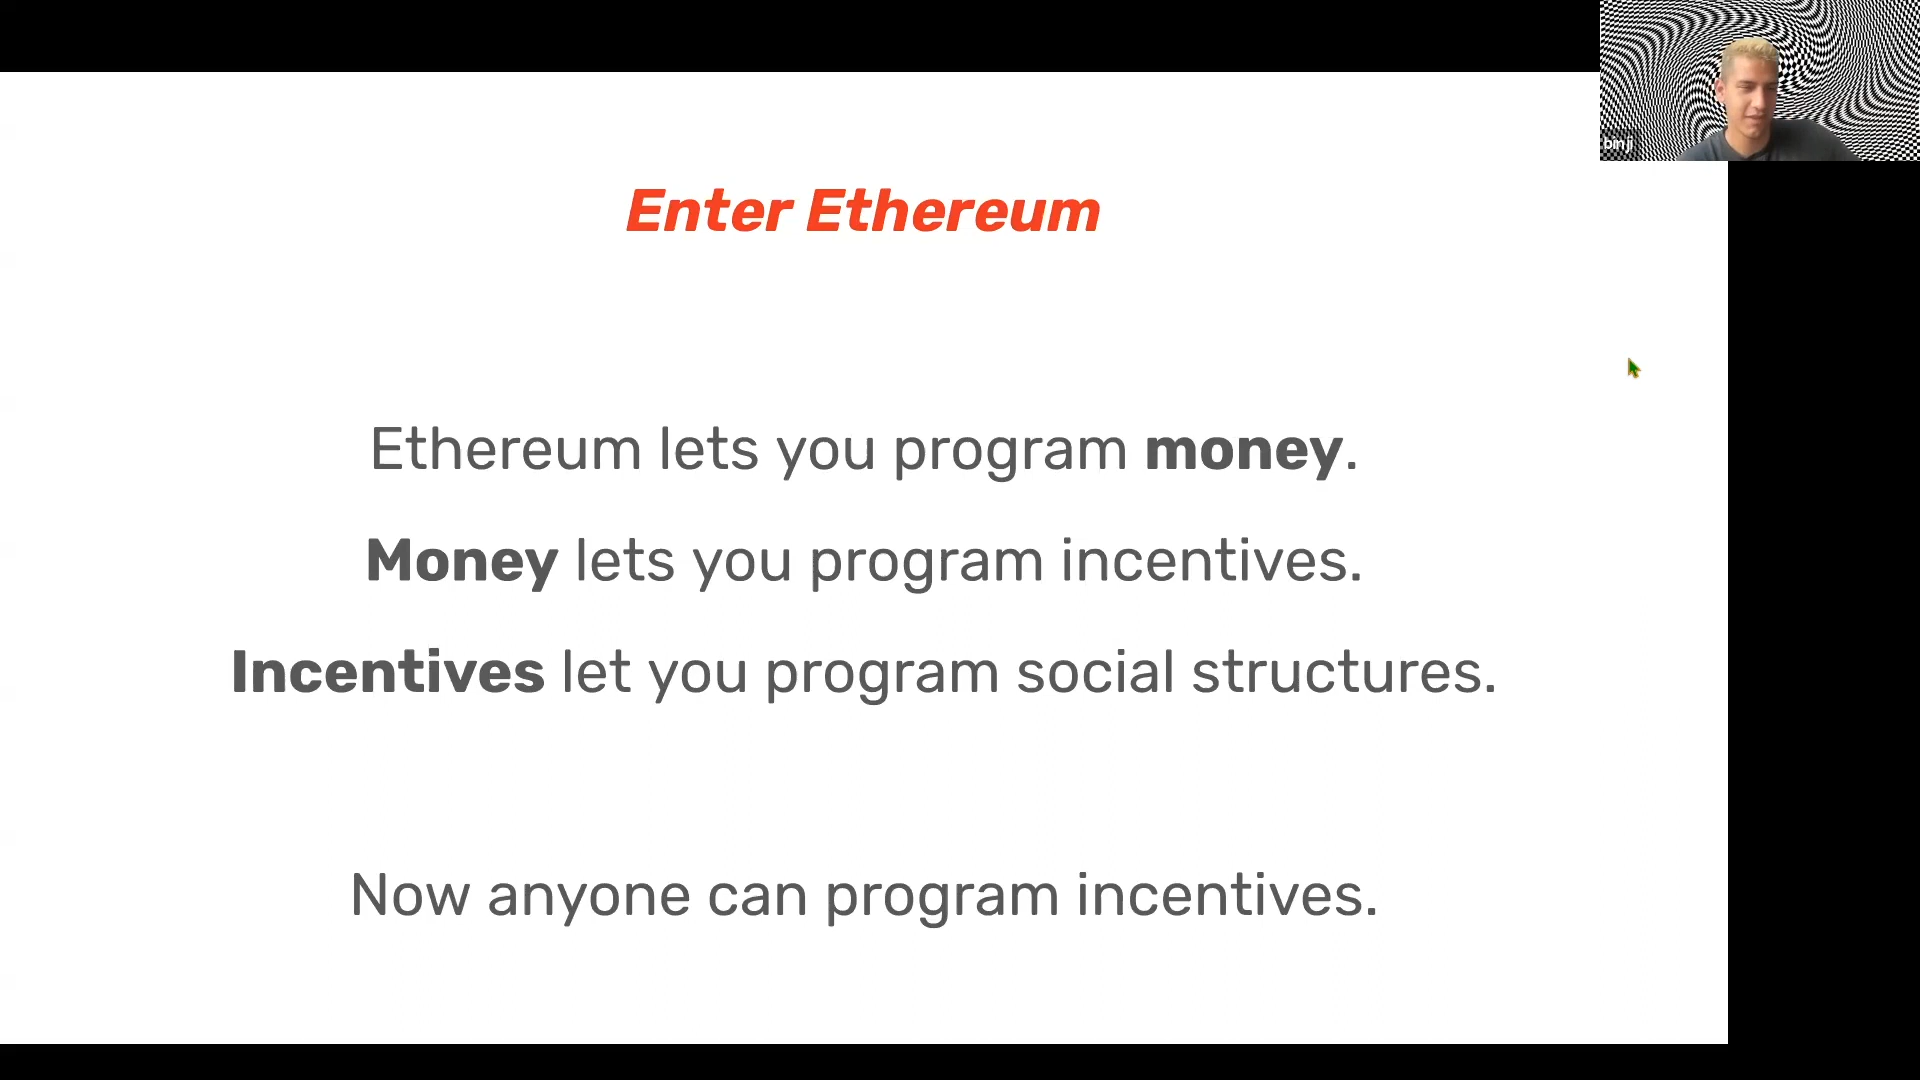 binji
Enter Ethereum
Ethereum lets you program money.
Money lets you program incentives.
Incentives let you program social structures.
Now anyone can program incentives.